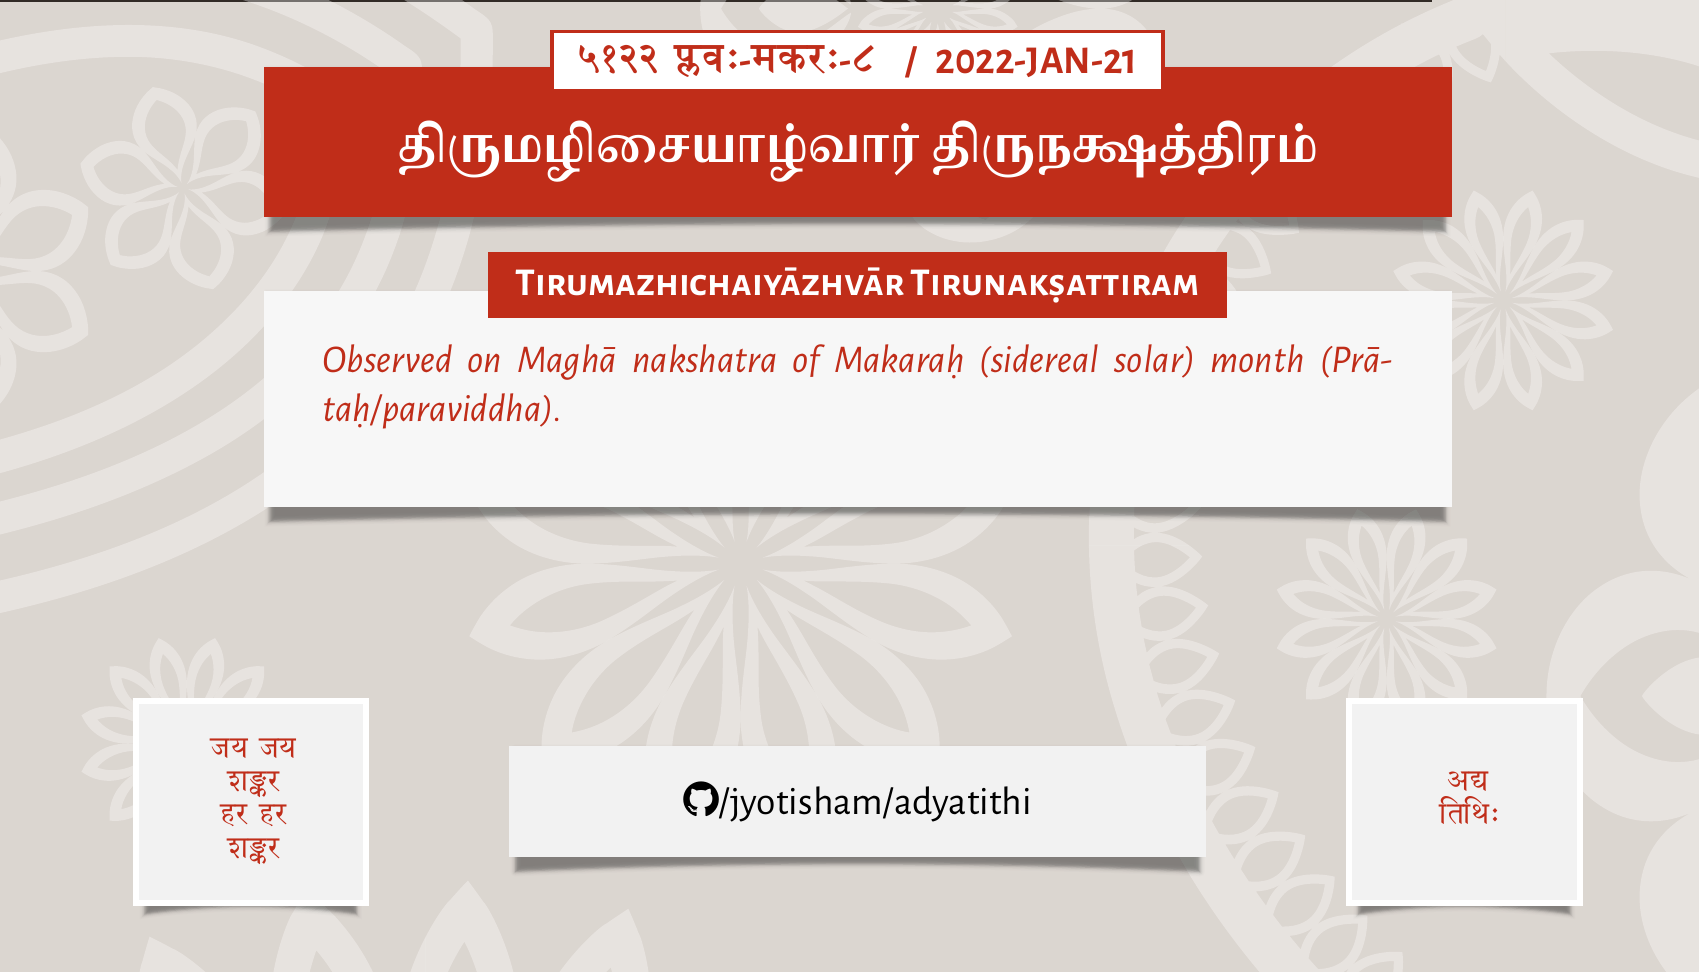 ५१२२ प्लवः-मकरः-८ / 2022-JAN-21
திருமழிசையாழ்வார் திருநக்ஷத்திரம்
Tirumazhichaiyāzhvār Tirunakṣattiram
Observed on Maghā nakshatra of Makaraḥ (sidereal solar) month (Prā-
taḥ/paraviddha).
जय जय
शङ्कर
हर हर
शङ्कर
/jyotisham/adyatithi
अद्य
तिथिः